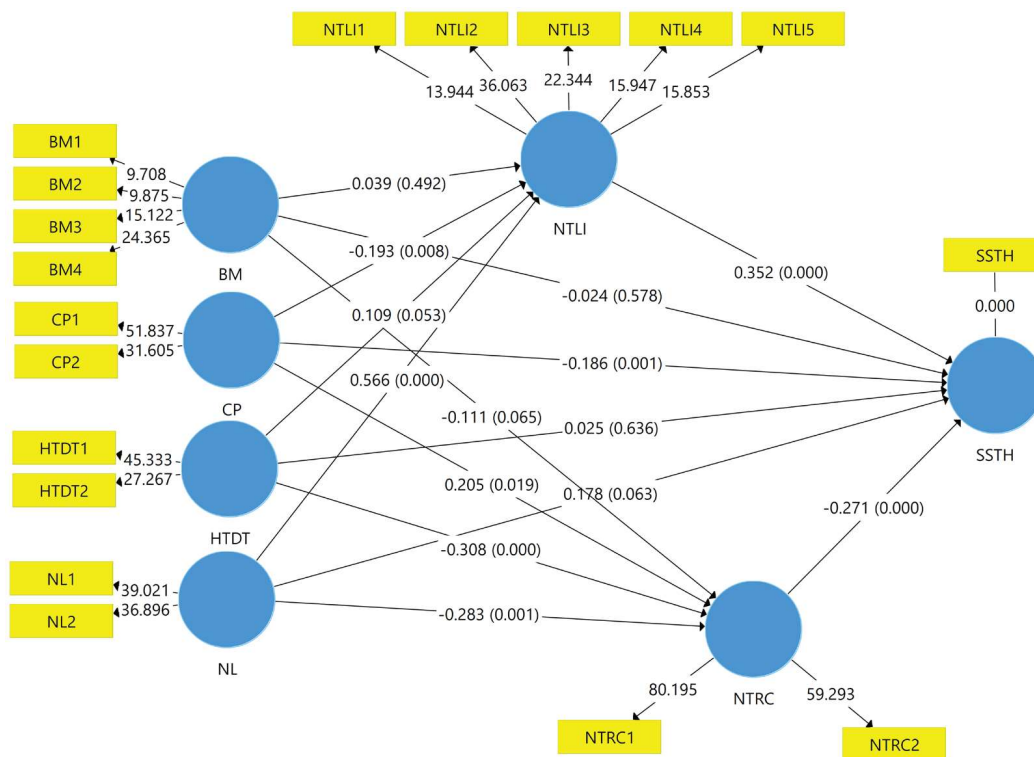 NTLI1
NTLI2
NTLI3
NTLI4
NTLI5
13.944
36.063
22.344
15.947
15.853
BM1
BM2
BM3
BM4
9.708
9.875
15.122
24.365
BM
NTLI
0.039 (0.492)
-0.193 (0.008)
0.352 (0.000)
-0.024 (0.578)
SSTH
0.000
CP1
CP2
51.837
31.605
CP
0.109 (0.053)
-0.186 (0.001)
0.566 (0.000)
-0.111 (0.065)
0.025 (0.636)
SSTH
HTDT1
HTDT2
45.333
27.267
HTDT
0.205 (0.019)
0.178 (0.063)
-0.271 (0.000)
-0.308 (0.000)
NL1
NL2
39.021
36.896
NL
-0.283 (0.001)
NTRC
80.195
59.293
NTRC1
NTRC2